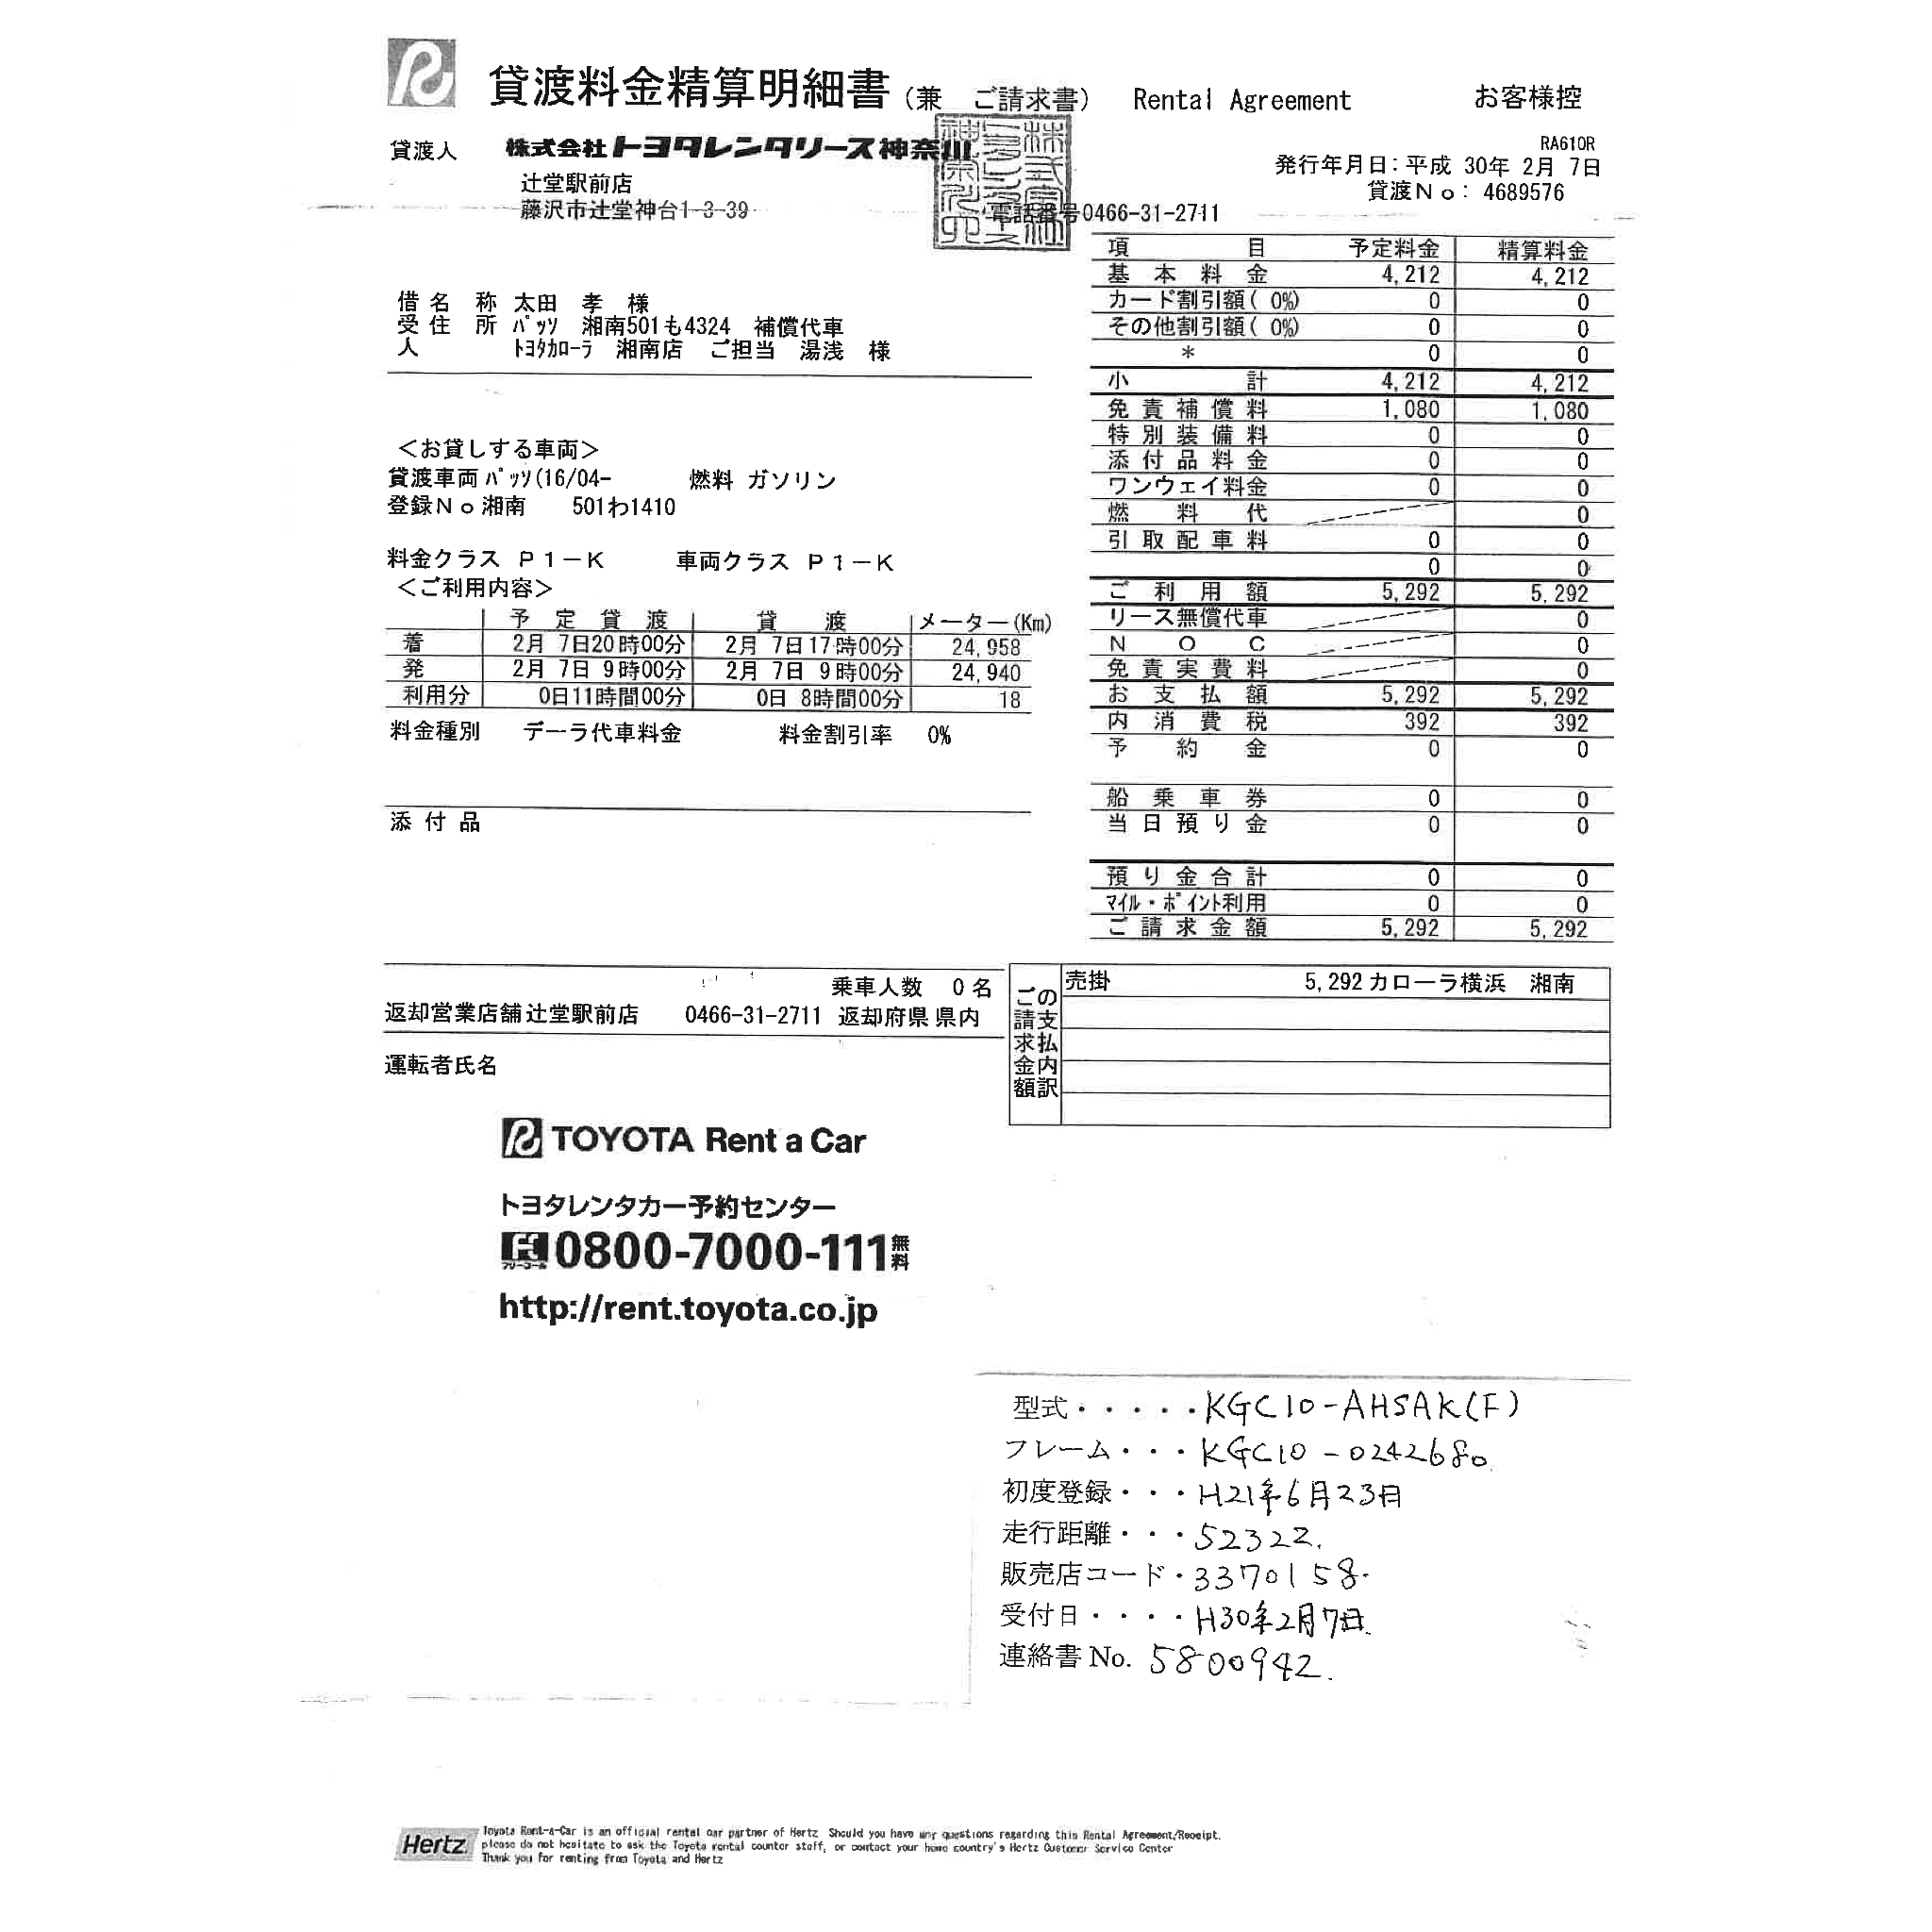 貸渡料金精算明細書(兼 ご請求書) Rental Agreement お客様控
RA610R
貸渡人 株式会社トヨタレンタリース神奈川
発行年月日:平成 30年 2月 7日
辻堂駅前店
貸渡No: 4689576
藤沢市辻堂神台1-3-39
電話番号0466-31-2711
借受人 名称 太田 孝 様
住所 パッソ 湘南501も4324 補償代車
トヨタカローラ 湘南店 ご担当 湯浅 様
<お貸しする車両>
貸渡車両 パッソ(16/04- 燃料 ガソリン
登録No 湘南 501わ1410
料金クラス P1-K 車両クラス P1-K
<ご利用内容>
予定貸渡 貸渡 メーター(Km)
着 2月 7日20時00分 2月 7日17時00分 24,958
発 2月 7日 9時00分 2月 7日 9時00分 24,940
利用分 0日11時間00分 0日 8時間00分 18
料金種別 デーラ代車料金 料金割引率 0%
添付品
項目 予定料金 精算料金
基本料金 4,212 4,212
カード割引額( 0%) 0 0
その他割引額( 0%) 0 0
* 0 0
小計 4,212 4,212
免責補償料 1,080 1,080
特別装備料 0 0
添付品料金 0 0
ワンウェイ料金 0 0
燃料代 0
引取配車料 0 0
0 0
ご利用額 5,292 5,292
リース無償代車 0
NOC 0
免責実費料 0
お支払額 5,292 5,292
内消費税 392 392
予約金 0 0
船乗車券 0 0
当日預り金 0 0
預り金合計 0 0
マイル・ポイント利用 0 0
ご請求金額 5,292 5,292
乗車人数 0 名
返却営業店舗 辻堂駅前店 0466-31-2711 返却府県 県内
運転者氏名
ご請求金額の支払内訳
売掛 5,292 カローラ横浜 湘南
TOYOTA Rent a Car
トヨタレンタカー予約センター
フリーコール 0800-7000-111 無料
http://rent.toyota.co.jp
型式・・・・・KGC10-AHSAK(F)
フレーム・・・KGC10-0242680
初度登録・・・H21年6月23日
走行距離・・・52322.
販売店コード・3370158.
受付日・・・・H30年2月7日.
連絡書No. 5800942.
Hertz
Toyota Rent-a-Car is an official rental car partner of Hertz Should you have any questions regarding this Rental Agreement/Receipt.
please do not hesitate to ask the Toyota rental counter staff, or contact your home country's Hertz Customer Service Center
Thank you for renting from Toyota and Hertz